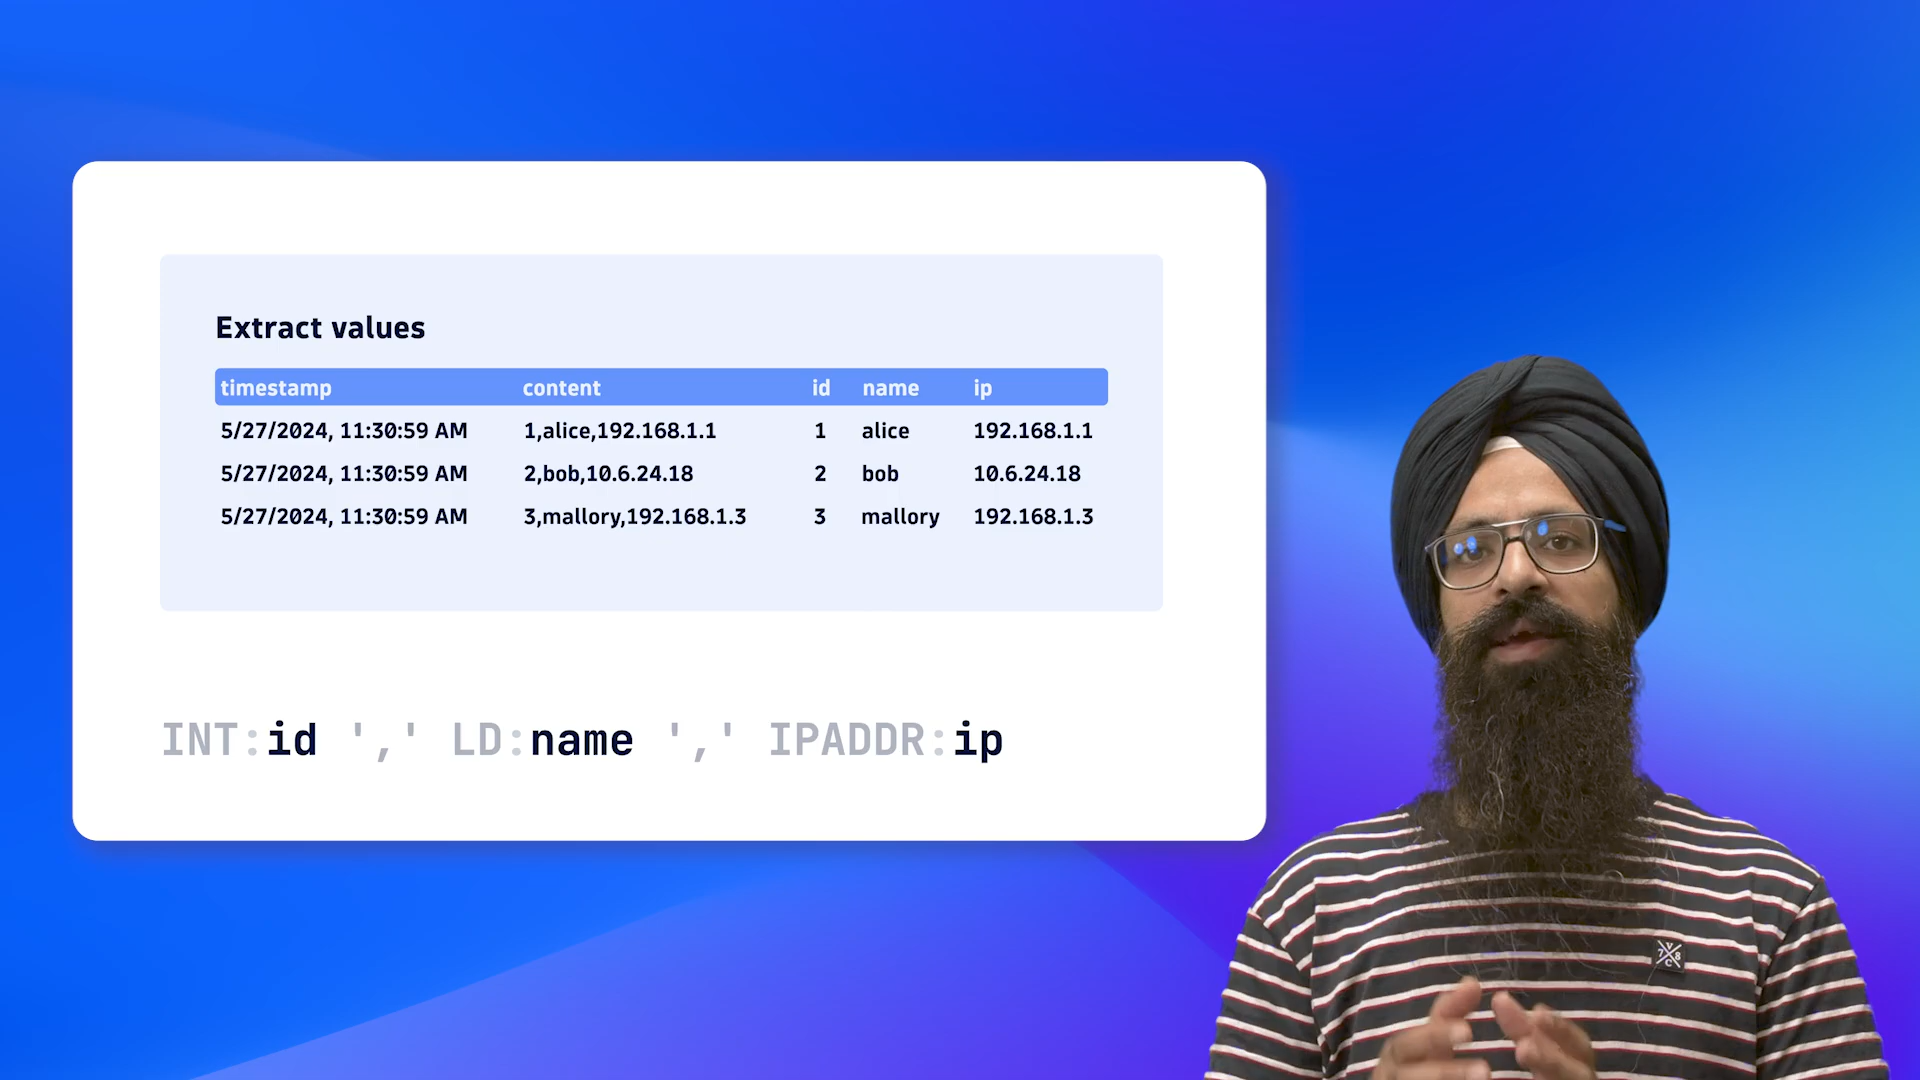 Extract values
timestamp content id name ip
5/27/2024, 11:30:59 AM 1,alice,192.168.1.1 1 alice 192.168.1.1
5/27/2024, 11:30:59 AM 2,bob,10.6.24.18 2 bob 10.6.24.18
5/27/2024, 11:30:59 AM 3,mallory,192.168.1.3 3 mallory 192.168.1.3
INT:id ',' LD:name ',' IPADDR:ip
V
7 8
C